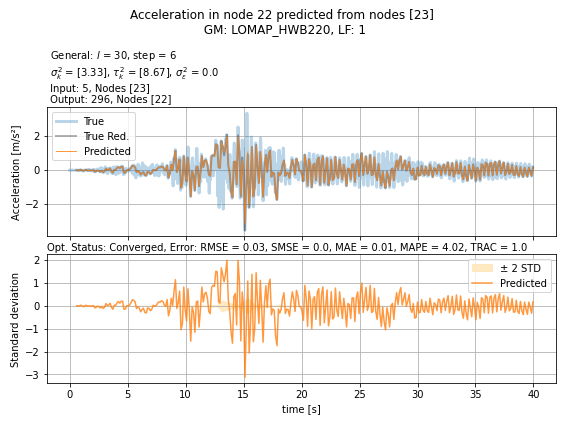 Acceleration in node 22 predicted from nodes [23]
GM: LOMAP_HWB220, LF: 1
General: l = 30, step = 6
σ²ₖ = [3.33], τ²ₖ = [8.67], σ²ε = 0.0
Input: 5, Nodes [23]
Output: 296, Nodes [22]
Acceleration [m/s²]
2
0
−2
True
True Red.
Predicted
Opt. Status: Converged, Error: RMSE = 0.03, SMSE = 0.0, MAE = 0.01, MAPE = 4.02, TRAC = 1.0
Standard deviation
2
1
0
−1
−2
−3
± 2 STD
Predicted
0 5 10 15 20 25 30 35 40
time [s]